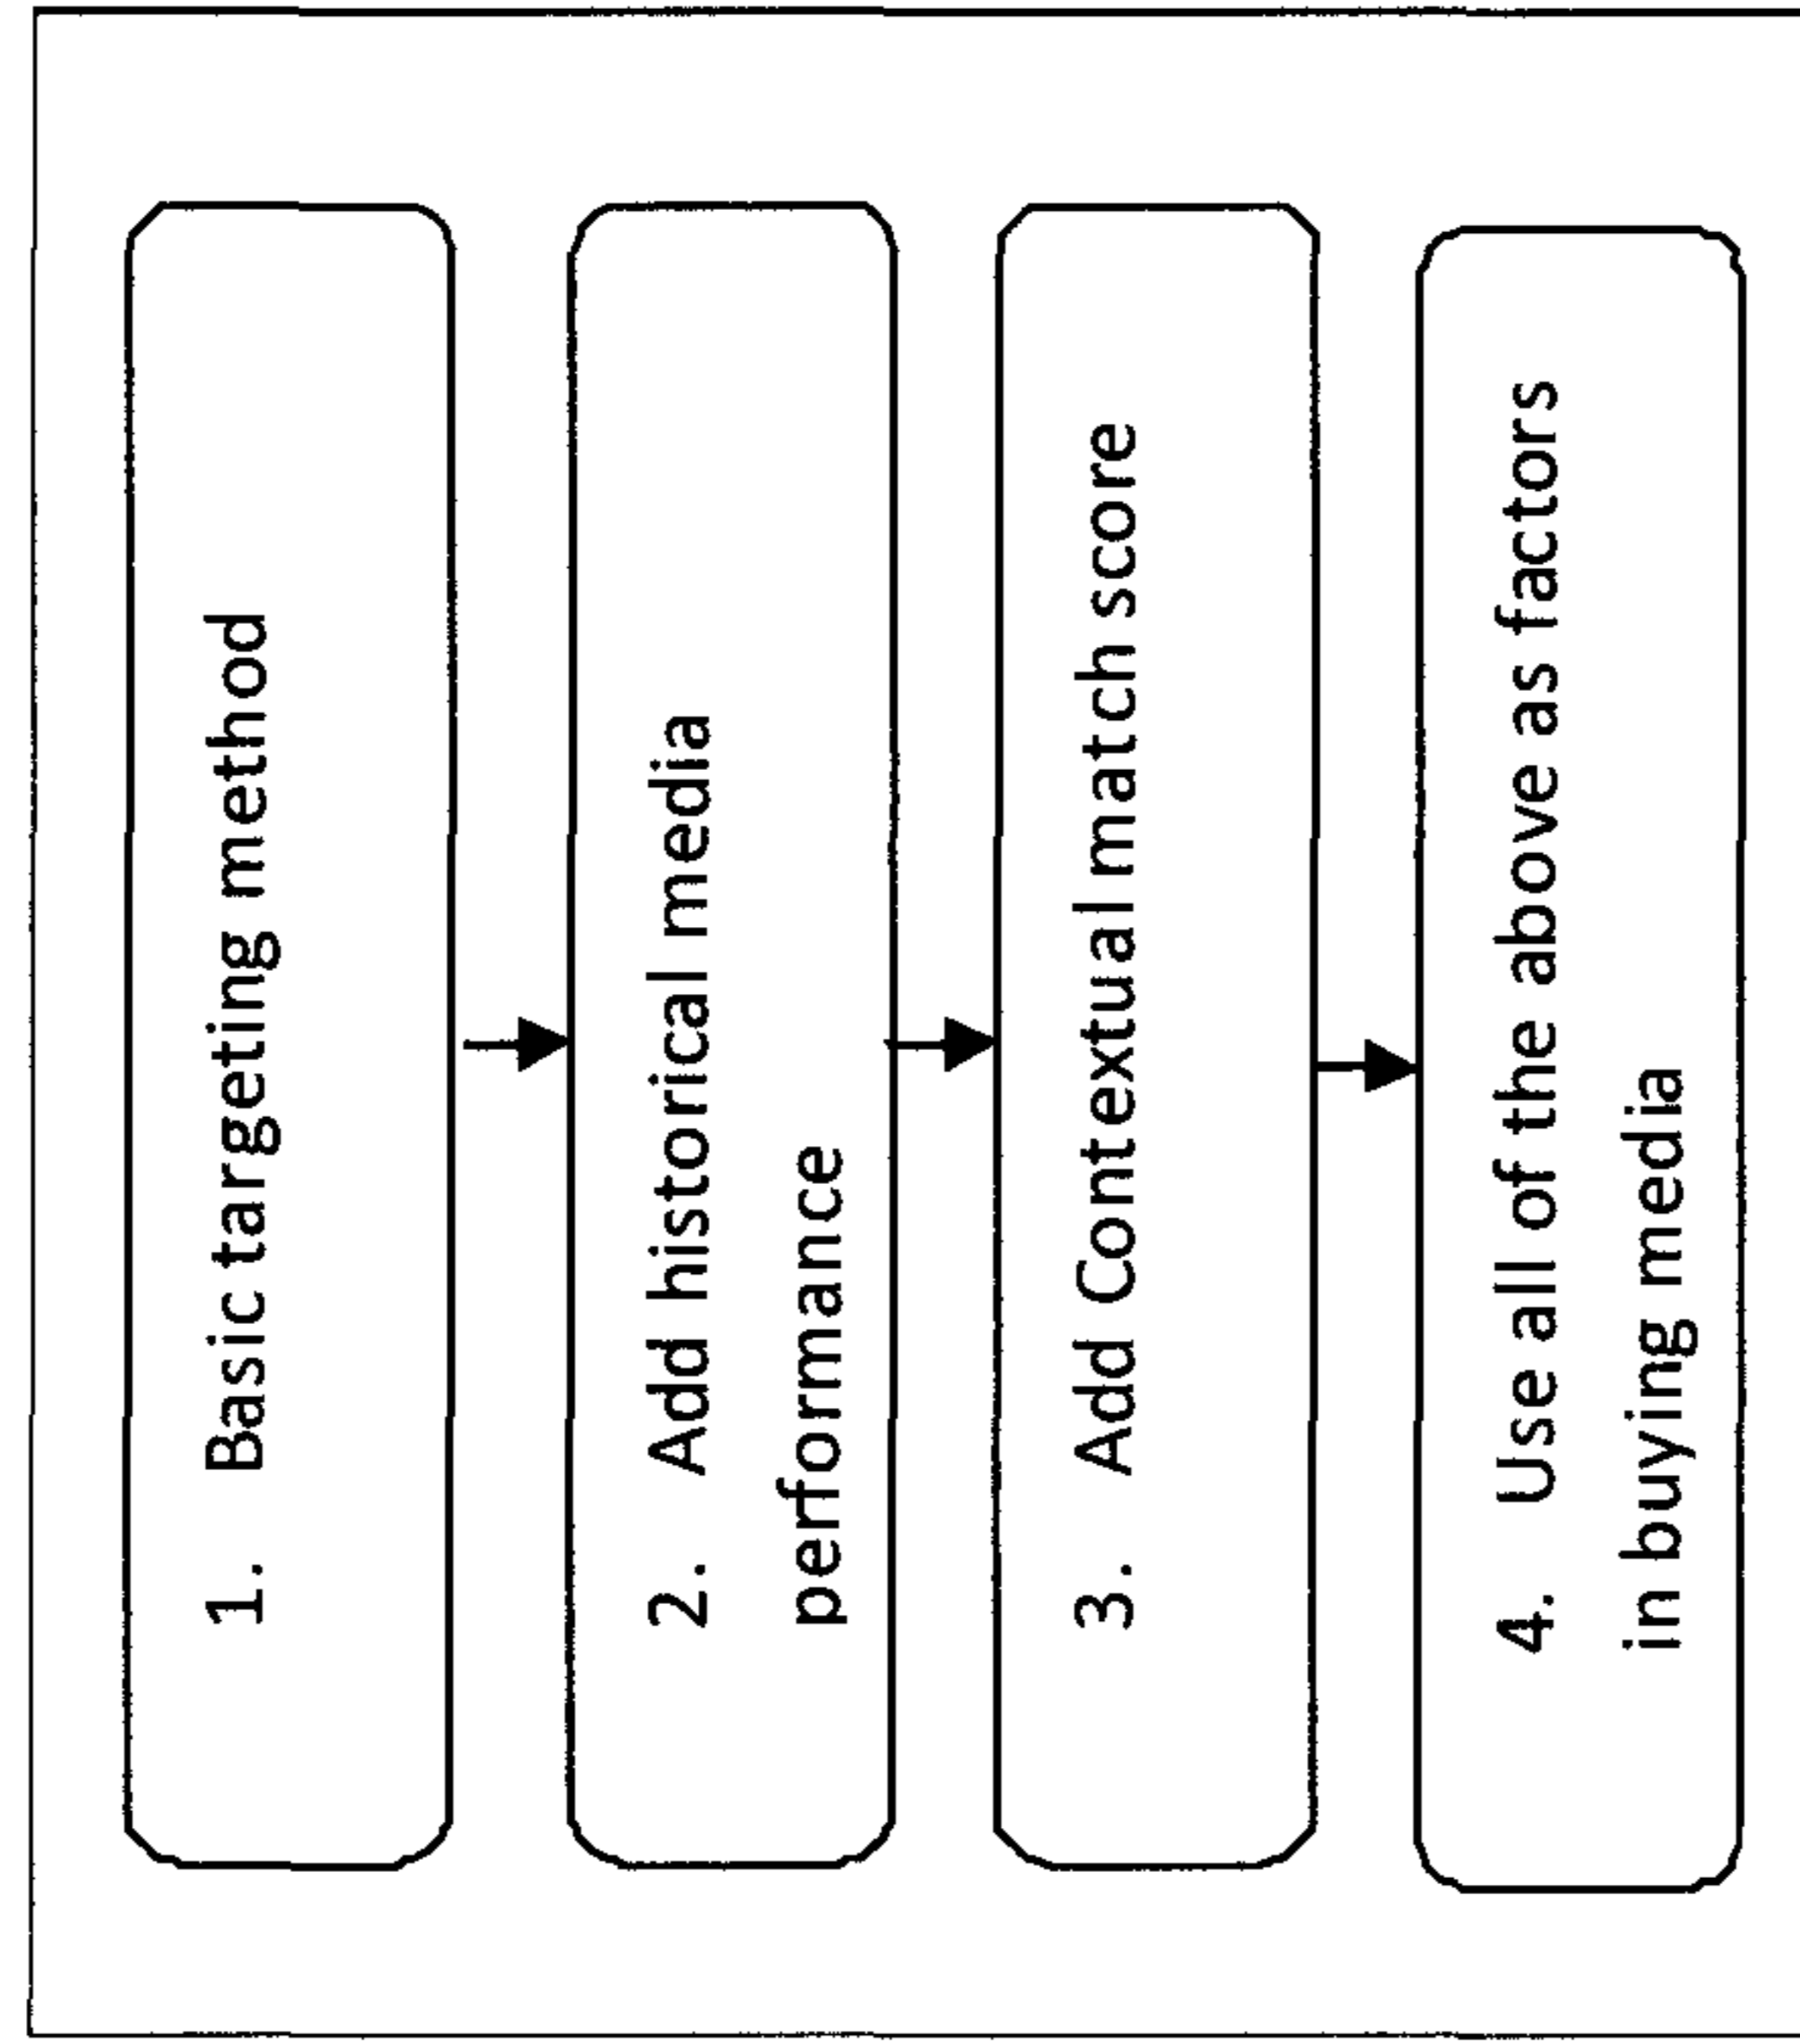 1. Basic targeting method
2. Add historical media
performance
3. Add Contextual match score
4. Use all of the above as factors
in buying media